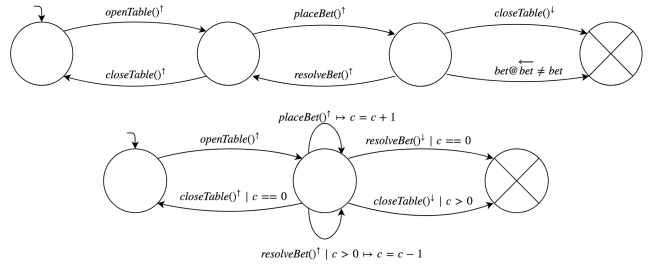 openTable()↑
placeBet()↑
closeTable()↓
closeTable()↑
resolveBet()↑
bet@\overleftarrow{bet} ≠ bet
placeBet()↑ ↦ c = c + 1
openTable()↑
resolveBet()↓ | c == 0
closeTable()↑ | c == 0
closeTable()↓ | c > 0
resolveBet()↑ | c > 0 ↦ c = c − 1